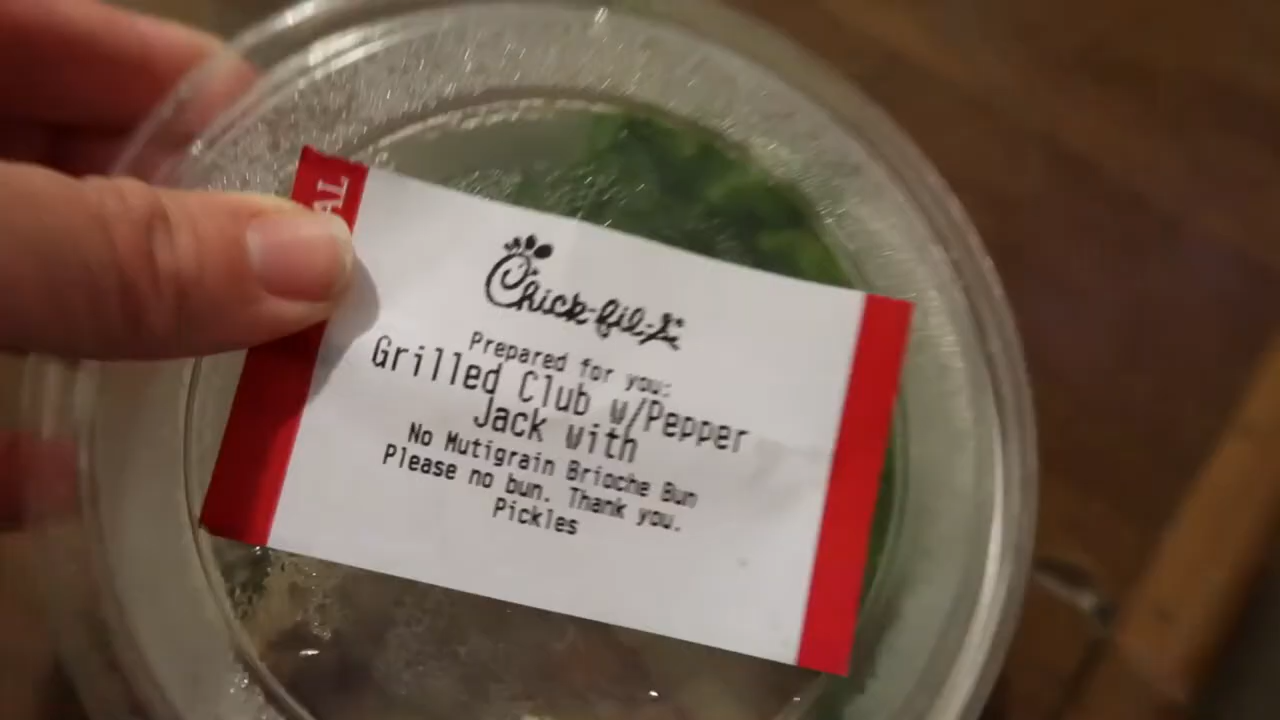 AL
Chick-fil-A
Prepared for you:
Grilled Club w/Pepper
Jack with
No Mutigrain Brioche Bun
Please no bun. Thank you.
Pickles